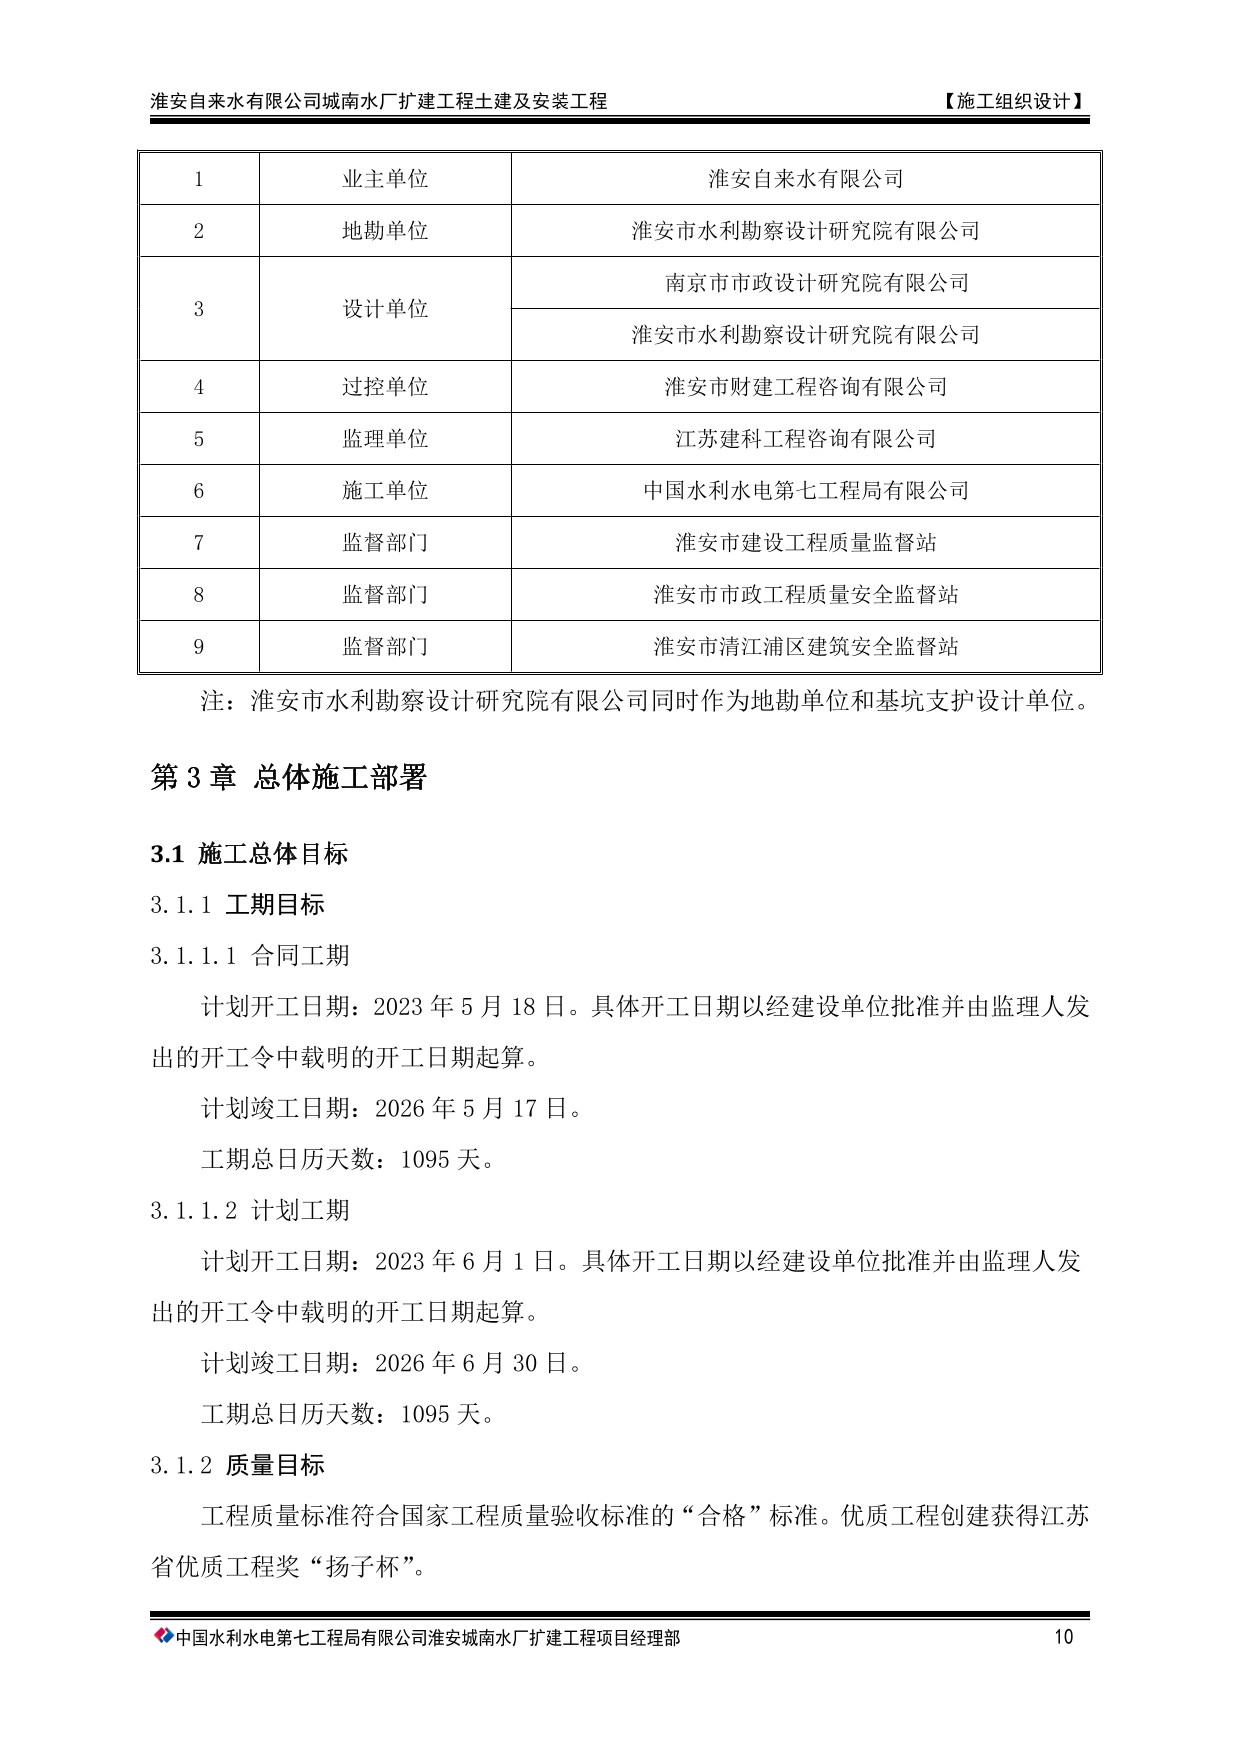 淮安自来水有限公司城南水厂扩建工程土建及安装工程 【施工组织设计】
1 业主单位 淮安自来水有限公司
2 地勘单位 淮安市水利勘察设计研究院有限公司
3 设计单位 南京市市政设计研究院有限公司
淮安市水利勘察设计研究院有限公司
4 过控单位 淮安市财建工程咨询有限公司
5 监理单位 江苏建科工程咨询有限公司
6 施工单位 中国水利水电第七工程局有限公司
7 监督部门 淮安市建设工程质量监督站
8 监督部门 淮安市市政工程质量安全监督站
9 监督部门 淮安市清江浦区建筑安全监督站
注：淮安市水利勘察设计研究院有限公司同时作为地勘单位和基坑支护设计单位。
第 3 章 总体施工部署
3.1 施工总体目标
3.1.1 工期目标
3.1.1.1 合同工期
计划开工日期：2023 年 5 月 18 日。具体开工日期以经建设单位批准并由监理人发
出的开工令中载明的开工日期起算。
计划竣工日期：2026 年 5 月 17 日。
工期总日历天数：1095 天。
3.1.1.2 计划工期
计划开工日期：2023 年 6 月 1 日。具体开工日期以经建设单位批准并由监理人发
出的开工令中载明的开工日期起算。
计划竣工日期：2026 年 6 月 30 日。
工期总日历天数：1095 天。
3.1.2 质量目标
工程质量标准符合国家工程质量验收标准的“合格”标准。优质工程创建获得江苏
省优质工程奖“扬子杯”。
中国水利水电第七工程局有限公司淮安城南水厂扩建工程项目经理部 10